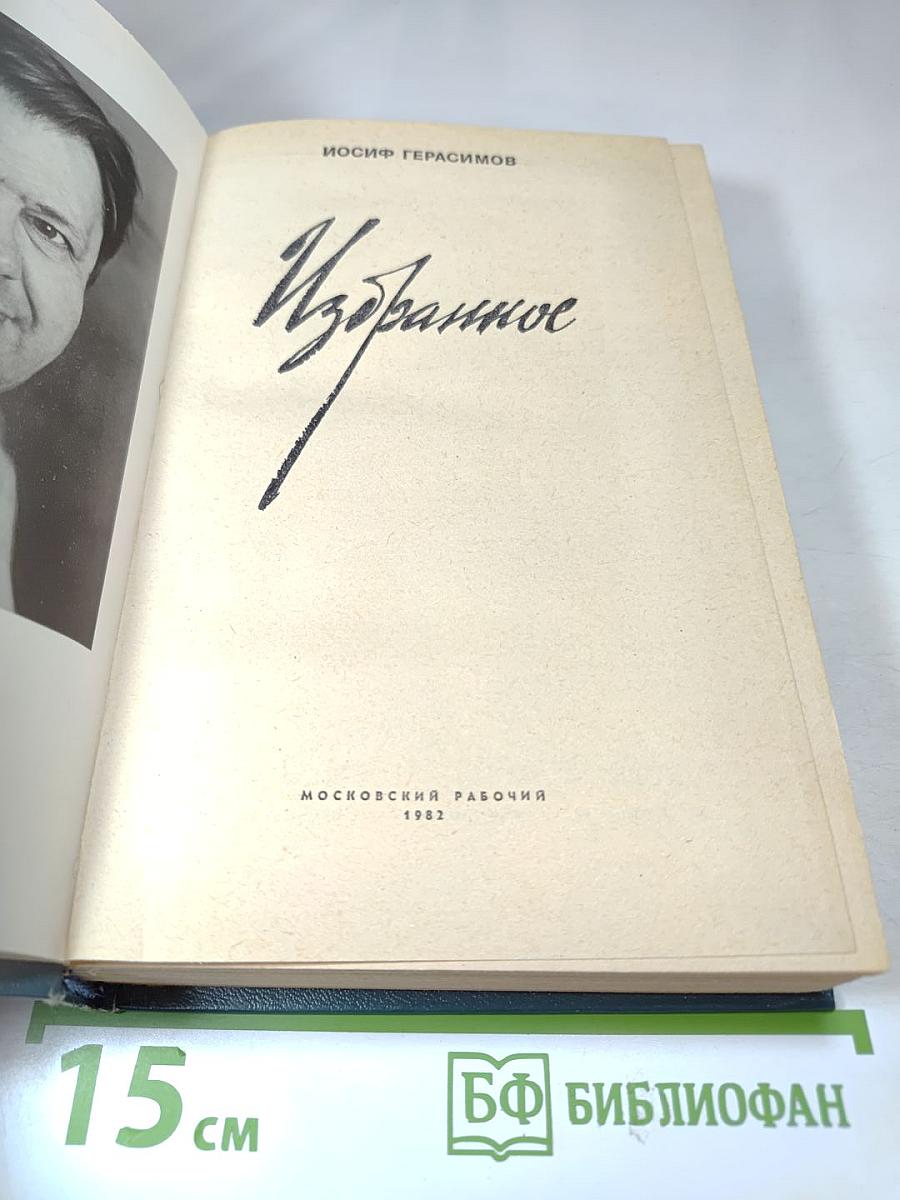 ИОСИФ ГЕРАСИМОВ
Избранное
МОСКОВСКИЙ РАБОЧИЙ
1982
15 см
БФ БИБЛИОФАН